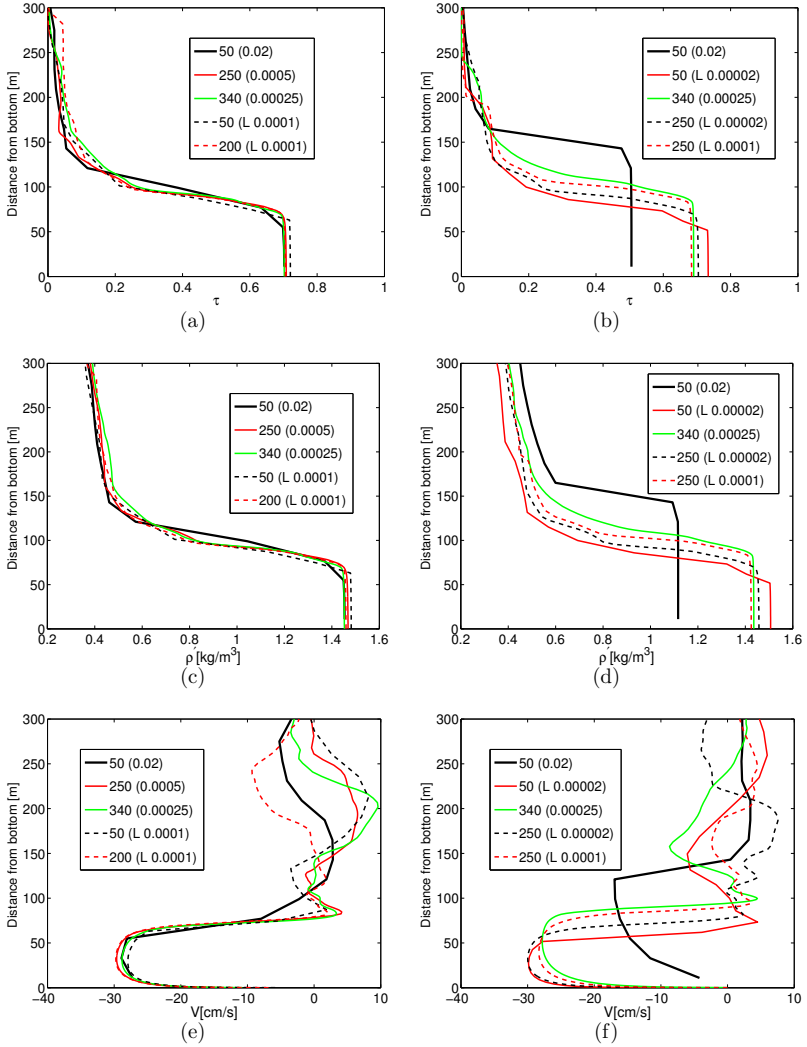 300
250
200
150
100
50
0
Distance from bottom [m]
50 (0.02)
250 (0.0005)
340 (0.00025)
50 (L 0.0001)
200 (L 0.0001)
0 0.2 0.4 0.6 0.8 1
τ
(a)
300
250
200
150
100
50
0
Distance from bottom [m]
50 (0.02)
50 (L 0.00002)
340 (0.00025)
250 (L 0.00002)
250 (L 0.0001)
0 0.2 0.4 0.6 0.8 1
τ
(b)
300
250
200
150
100
50
0
Distance from bottom [m]
50 (0.02)
250 (0.0005)
340 (0.00025)
50 (L 0.0001)
200 (L 0.0001)
0.2 0.4 0.6 0.8 1 1.2 1.4 1.6
ρ′[kg/m³]
(c)
300
250
200
150
100
50
0
Distance from bottom [m]
50 (0.02)
50 (L 0.00002)
340 (0.00025)
250 (L 0.00002)
250 (L 0.0001)
0.2 0.4 0.6 0.8 1 1.2 1.4 1.6
ρ′[kg/m³]
(d)
300
250
200
150
100
50
0
Distance from bottom [m]
50 (0.02)
250 (0.0005)
340 (0.00025)
50 (L 0.0001)
200 (L 0.0001)
−40 −30 −20 −10 0 10
V[cm/s]
(e)
300
250
200
150
100
50
0
Distance from bottom [m]
50 (0.02)
50 (L 0.00002)
340 (0.00025)
250 (L 0.00002)
250 (L 0.0001)
−40 −30 −20 −10 0 10
V[cm/s]
(f)